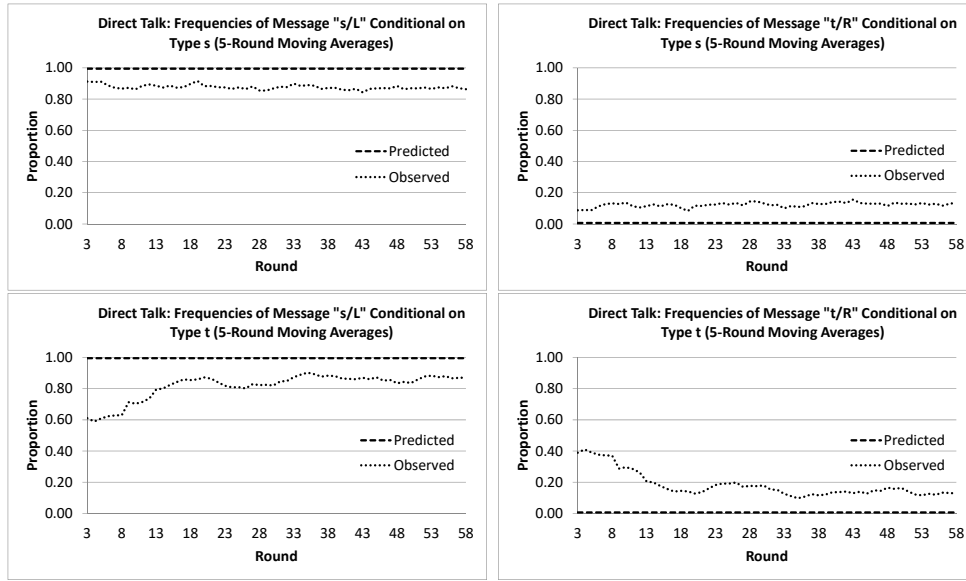 Direct Talk: Frequencies of Message "s/L" Conditional on
Type s (5-Round Moving Averages)
1.00
0.80
0.60
0.40
0.20
0.00
Proportion
Predicted
Observed
3 8 13 18 23 28 33 38 43 48 53 58
Round
Direct Talk: Frequencies of Message "t/R" Conditional on
Type s (5-Round Moving Averages)
1.00
0.80
0.60
0.40
0.20
0.00
Proportion
Predicted
Observed
3 8 13 18 23 28 33 38 43 48 53 58
Round
Direct Talk: Frequencies of Message "s/L" Conditional on
Type t (5-Round Moving Averages)
1.00
0.80
0.60
0.40
0.20
0.00
Proportion
Predicted
Observed
3 8 13 18 23 28 33 38 43 48 53 58
Round
Direct Talk: Frequencies of Message "t/R" Conditional on
Type t (5-Round Moving Averages)
1.00
0.80
0.60
0.40
0.20
0.00
Proportion
Predicted
Observed
3 8 13 18 23 28 33 38 43 48 53 58
Round